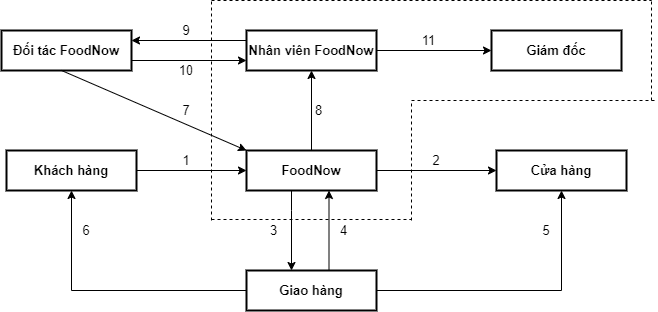 9
Đối tác FoodNow
Nhân viên FoodNow
11
Giám đốc
10
7
8
Khách hàng
1
FoodNow
2
Cửa hàng
6
3
4
5
Giao hàng